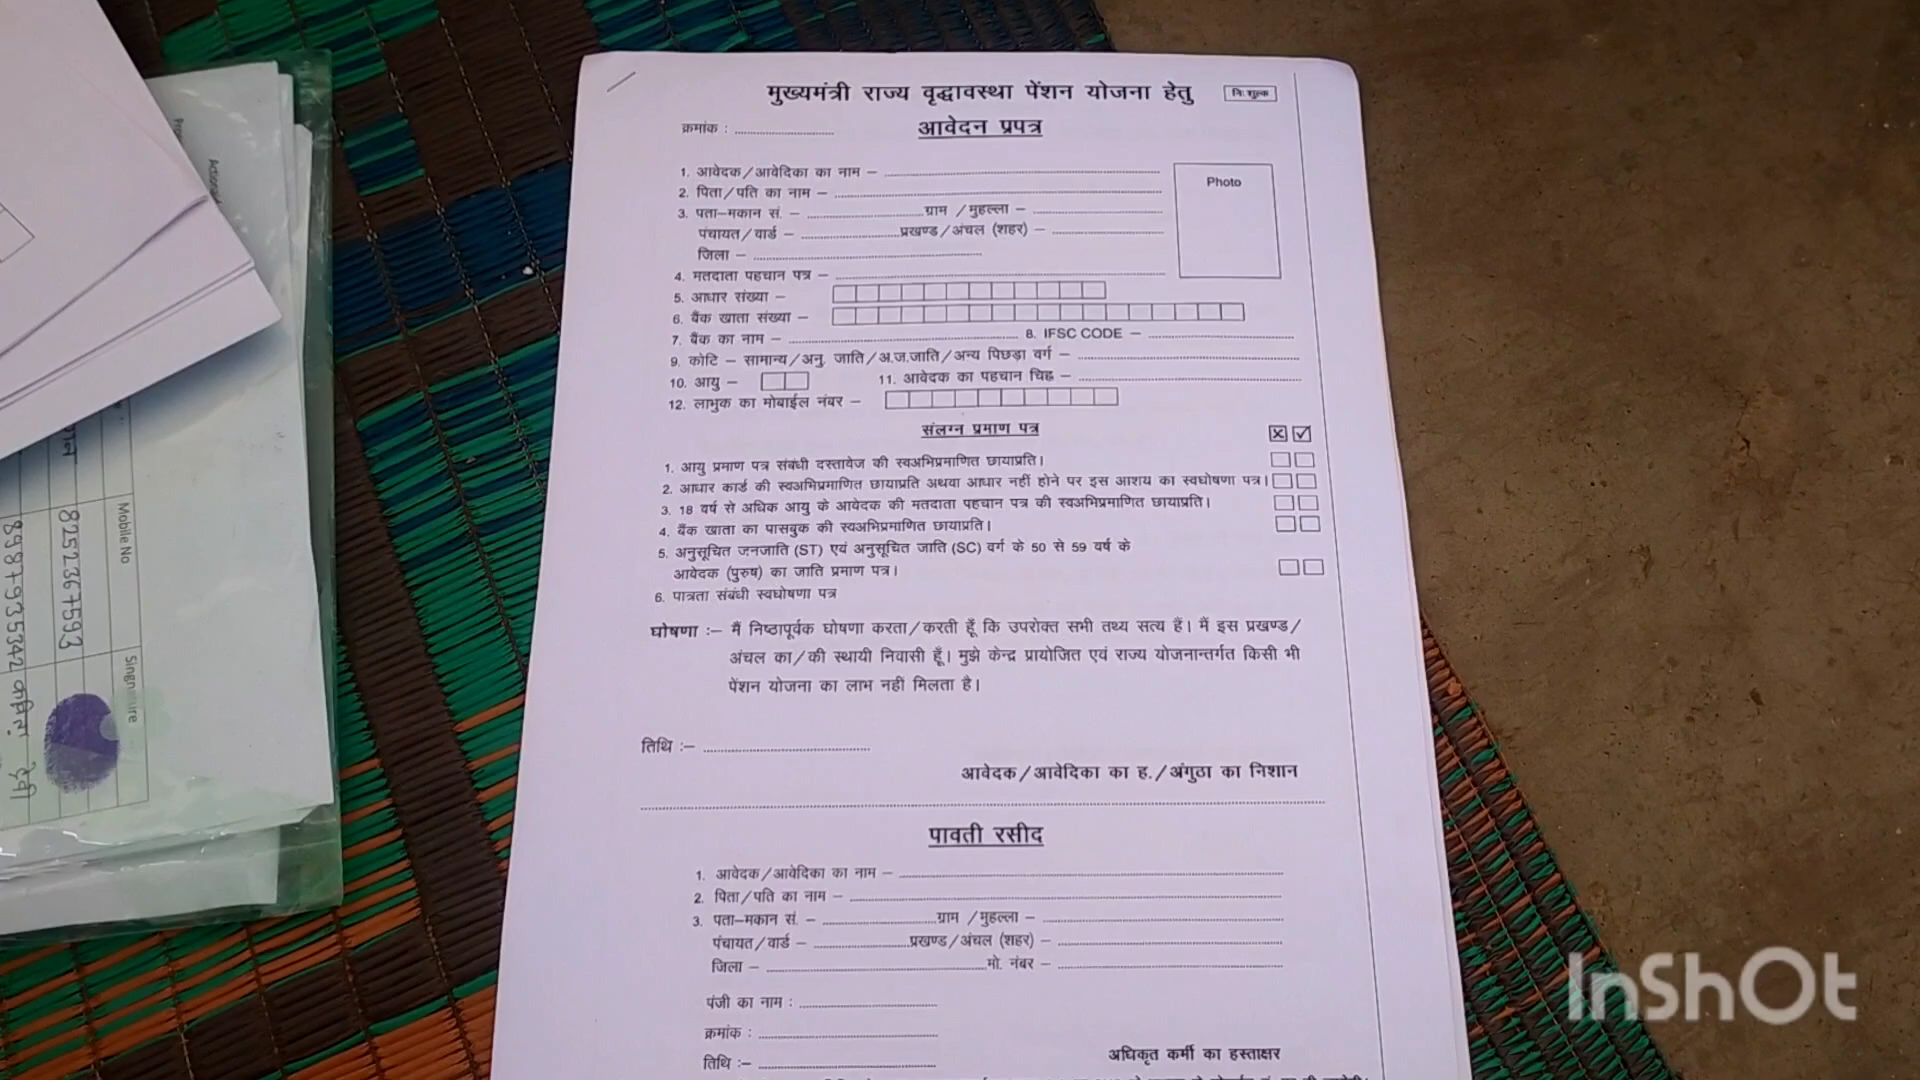 मुख्यमंत्री राज्य वृद्धावस्था पेंशन योजना हेतु
निःशुल्क
क्रमांक :
आवेदन प्रपत्र
1. आवेदक/आवेदिका का नाम –
Photo
2. पिता/पति का नाम –
3. पता–मकान सं. – ग्राम /मुहल्ला –
पंचायत/वार्ड – प्रखण्ड/अंचल (शहर) –
जिला –
4. मतदाता पहचान पत्र –
5. आधार संख्या –
6. बैंक खाता संख्या –
7. बैंक का नाम – 8. IFSC CODE –
9. कोटि – सामान्य/अनु. जाति/अ.ज.जाति/अन्य पिछड़ा वर्ग –
10. आयु – 11. आवेदक का पहचान चिह्न –
12. लाभुक का मोबाईल नंबर –
संलग्न प्रमाण पत्र
1. आयु प्रमाण पत्र संबंधी दस्तावेज की स्वअभिप्रमाणित छायाप्रति।
2. आधार कार्ड की स्वअभिप्रमाणित छायाप्रति अथवा आधार नहीं होने पर इस आशय का स्वघोषणा पत्र।
3. 18 वर्ष से अधिक आयु के आवेदक की मतदाता पहचान पत्र की स्वअभिप्रमाणित छायाप्रति।
4. बैंक खाता का पासबुक की स्वअभिप्रमाणित छायाप्रति।
5. अनुसूचित जनजाति (ST) एवं अनुसूचित जाति (SC) वर्ग के 50 से 59 वर्ष के
आवेदक (पुरुष) का जाति प्रमाण पत्र।
6. पात्रता संबंधी स्वघोषणा पत्र
घोषणा :– मैं निष्ठापूर्वक घोषणा करता/करती हूँ कि उपरोक्त सभी तथ्य सत्य हैं। मैं इस प्रखण्ड/
अंचल का/की स्थायी निवासी हूँ। मुझे केन्द्र प्रायोजित एवं राज्य योजनान्तर्गत किसी भी
पेंशन योजना का लाभ नहीं मिलता है।
तिथि :–
आवेदक/आवेदिका का ह./अंगुठा का निशान
पावती रसीद
1. आवेदक/आवेदिका का नाम –
2. पिता/पति का नाम –
3. पता–मकान सं. – ग्राम /मुहल्ला –
पंचायत/वार्ड – प्रखण्ड/अंचल (शहर) –
जिला – मो. नंबर –
पंजी का नाम :
क्रमांक :
तिथि :–
अधिकृत कर्मी का हस्ताक्षर
Mobile No
Singnature
8252367593
8987935342
देवी
InShOt